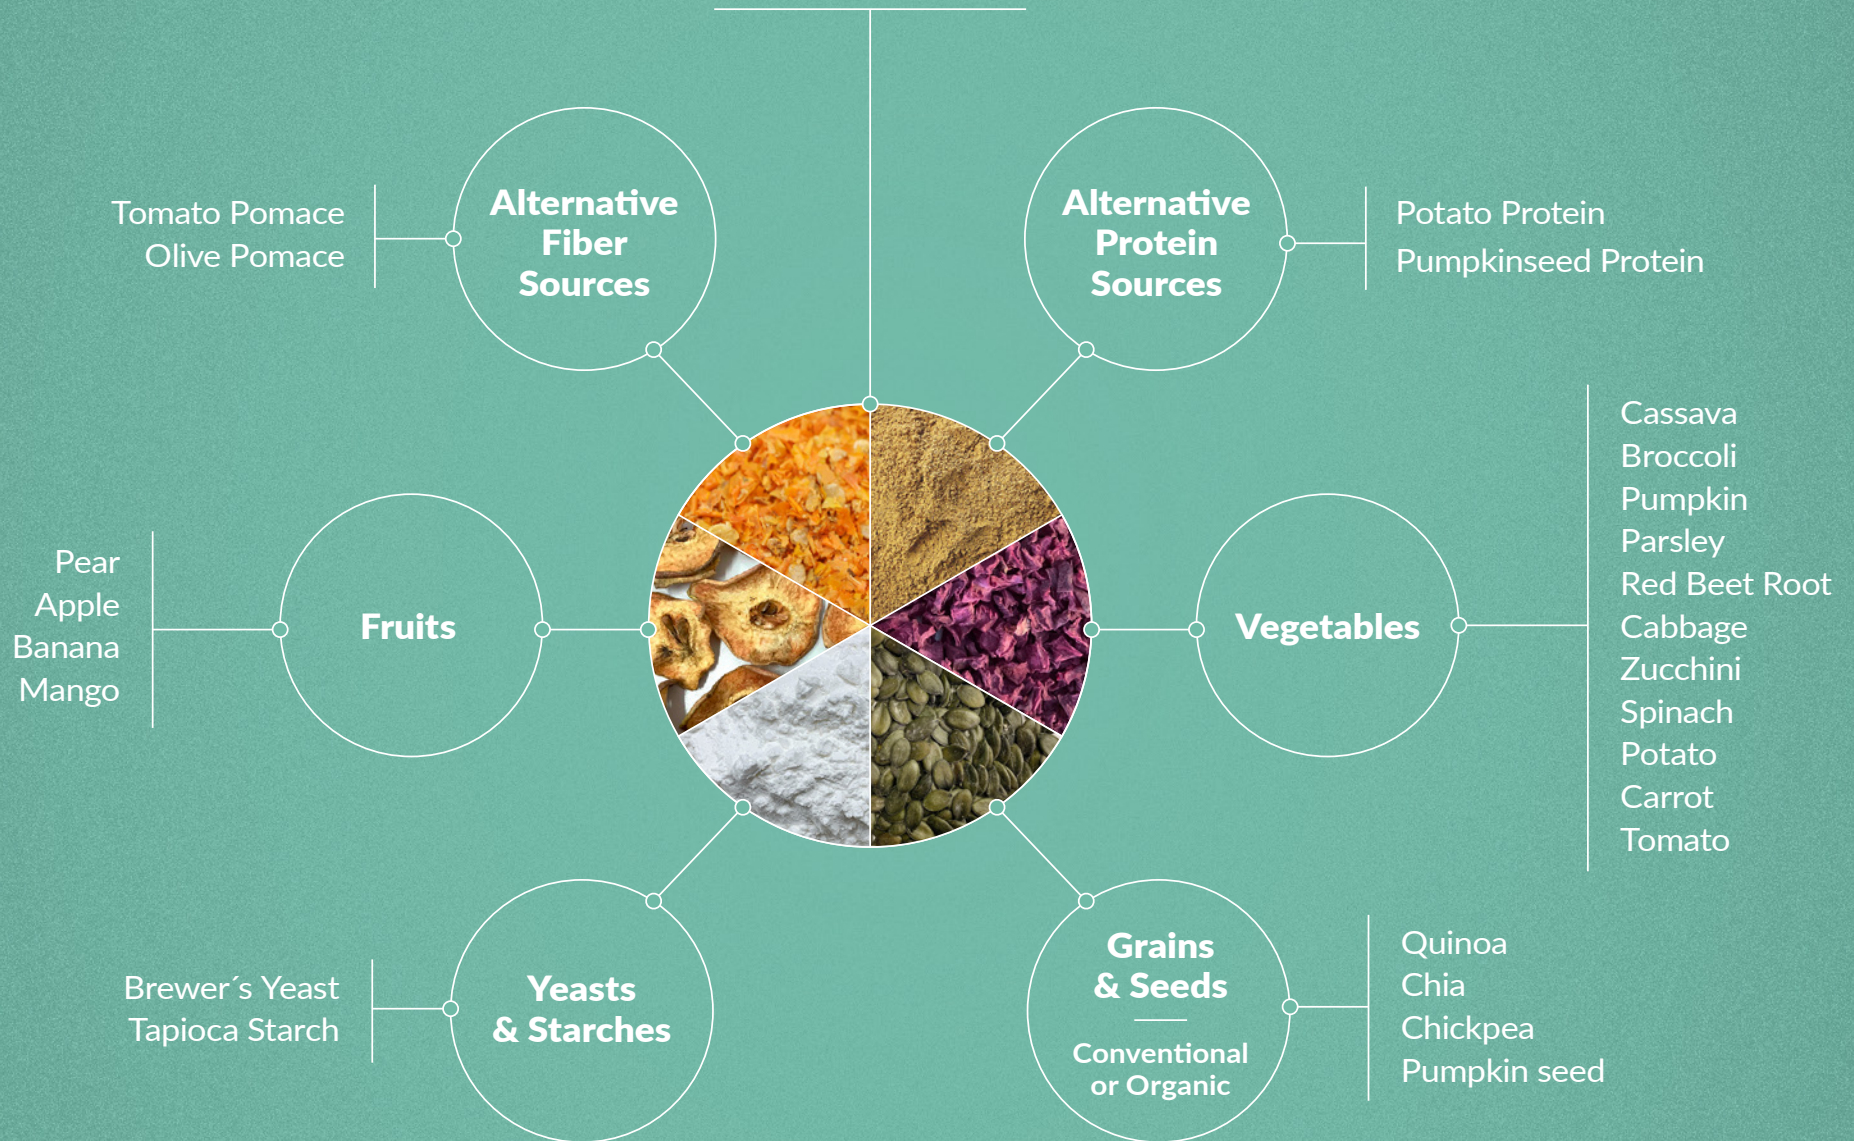 Alternative
Fiber
Sources
Tomato Pomace
Olive Pomace
Alternative
Protein
Sources
Potato Protein
Pumpkinseed Protein
Fruits
Pear
Apple
Banana
Mango
Vegetables
Cassava
Broccoli
Pumpkin
Parsley
Red Beet Root
Cabbage
Zucchini
Spinach
Potato
Carrot
Tomato
Yeasts
& Starches
Brewer´s Yeast
Tapioca Starch
Grains
& Seeds
Conventional
or Organic
Quinoa
Chia
Chickpea
Pumpkin seed